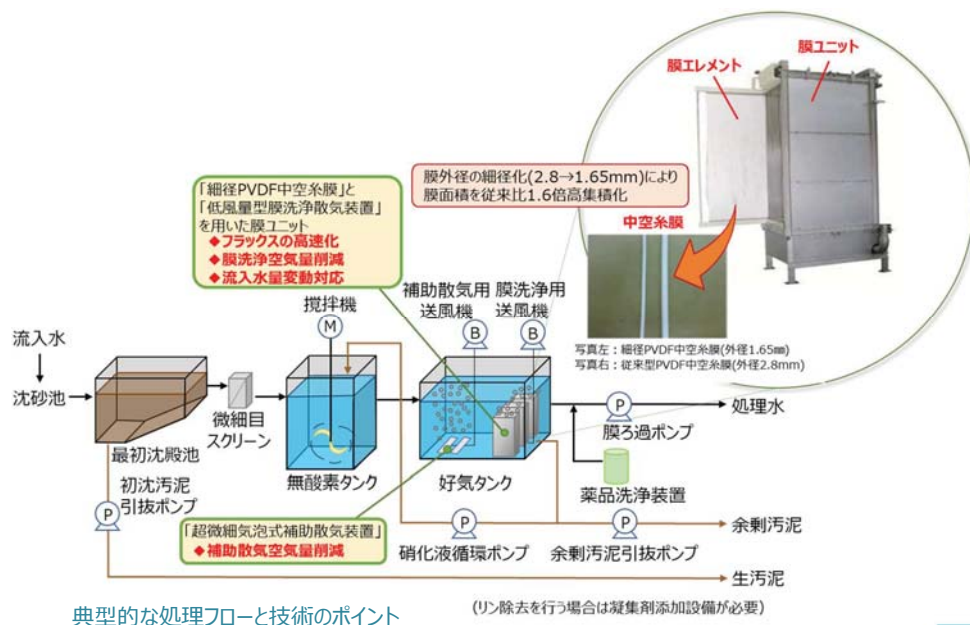 膜ユニット
膜エレメント
「細径PVDF中空糸膜」と
「低風量型膜洗浄散気装置」
を用いた膜ユニット
◆フラックスの高速化
◆膜洗浄空気量削減
◆流入水量変動対応
膜外径の細径化(2.8→1.65mm)により
膜面積を従来比1.6倍高集積化
中空糸膜
写真左：細径PVDF中空糸膜(外径1.65㎜)
写真右：従来型PVDF中空糸膜(外径2.8mm)
撹拌機
M
補助散気用
送風機
B
膜洗浄用
送風機
B
流入水
沈砂池
最初沈殿池
微細目
スクリーン
無酸素タンク
好気タンク
P
膜ろ過ポンプ
処理水
薬品洗浄装置
初沈汚泥
引抜ポンプ
P
「超微細気泡式補助散気装置」
◆補助散気空気量削減
P
硝化液循環ポンプ
P
余剰汚泥引抜ポンプ
余剰汚泥
生汚泥
典型的な処理フローと技術のポイント
(リン除去を行う場合は凝集剤添加設備が必要)